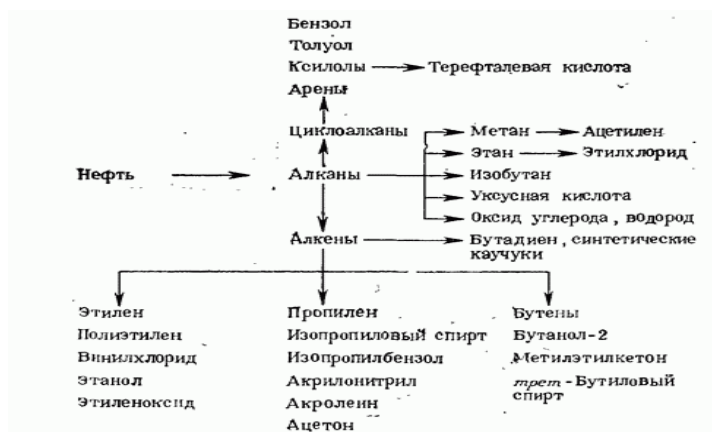 Бензол
Толуол
Ксилолы
Терефталевая кислота
Арены
Циклоалканы
Метан
Ацетилен
Этан
Этилхлорид
Нефть
Алканы
Изобутан
Уксусная кислота
Оксид углерода, водород
Алкены
Бутадиен, синтетические
каучуки
Этилен
Полиэтилен
Винилхлорид
Этанол
Этиленоксид
Пропилен
Изопропиловый спирт
Изопропилбензол
Акрилонитрил
Акролеин
Ацетон
Бутены
Бутанол-2
Метилэтилкетон
трет-Бутиловый
спирт